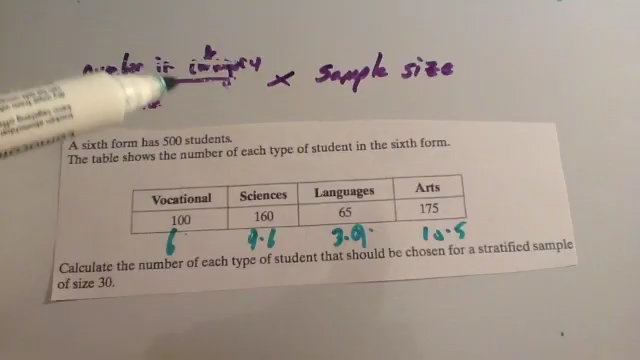 number in category × sample size
A sixth form has 500 students.
The table shows the number of each type of student in the sixth form.
Vocational Sciences Languages Arts
100 160 65 175
6 9.6 3.9 10.5
Calculate the number of each type of student that should be chosen for a stratified sample
of size 30.